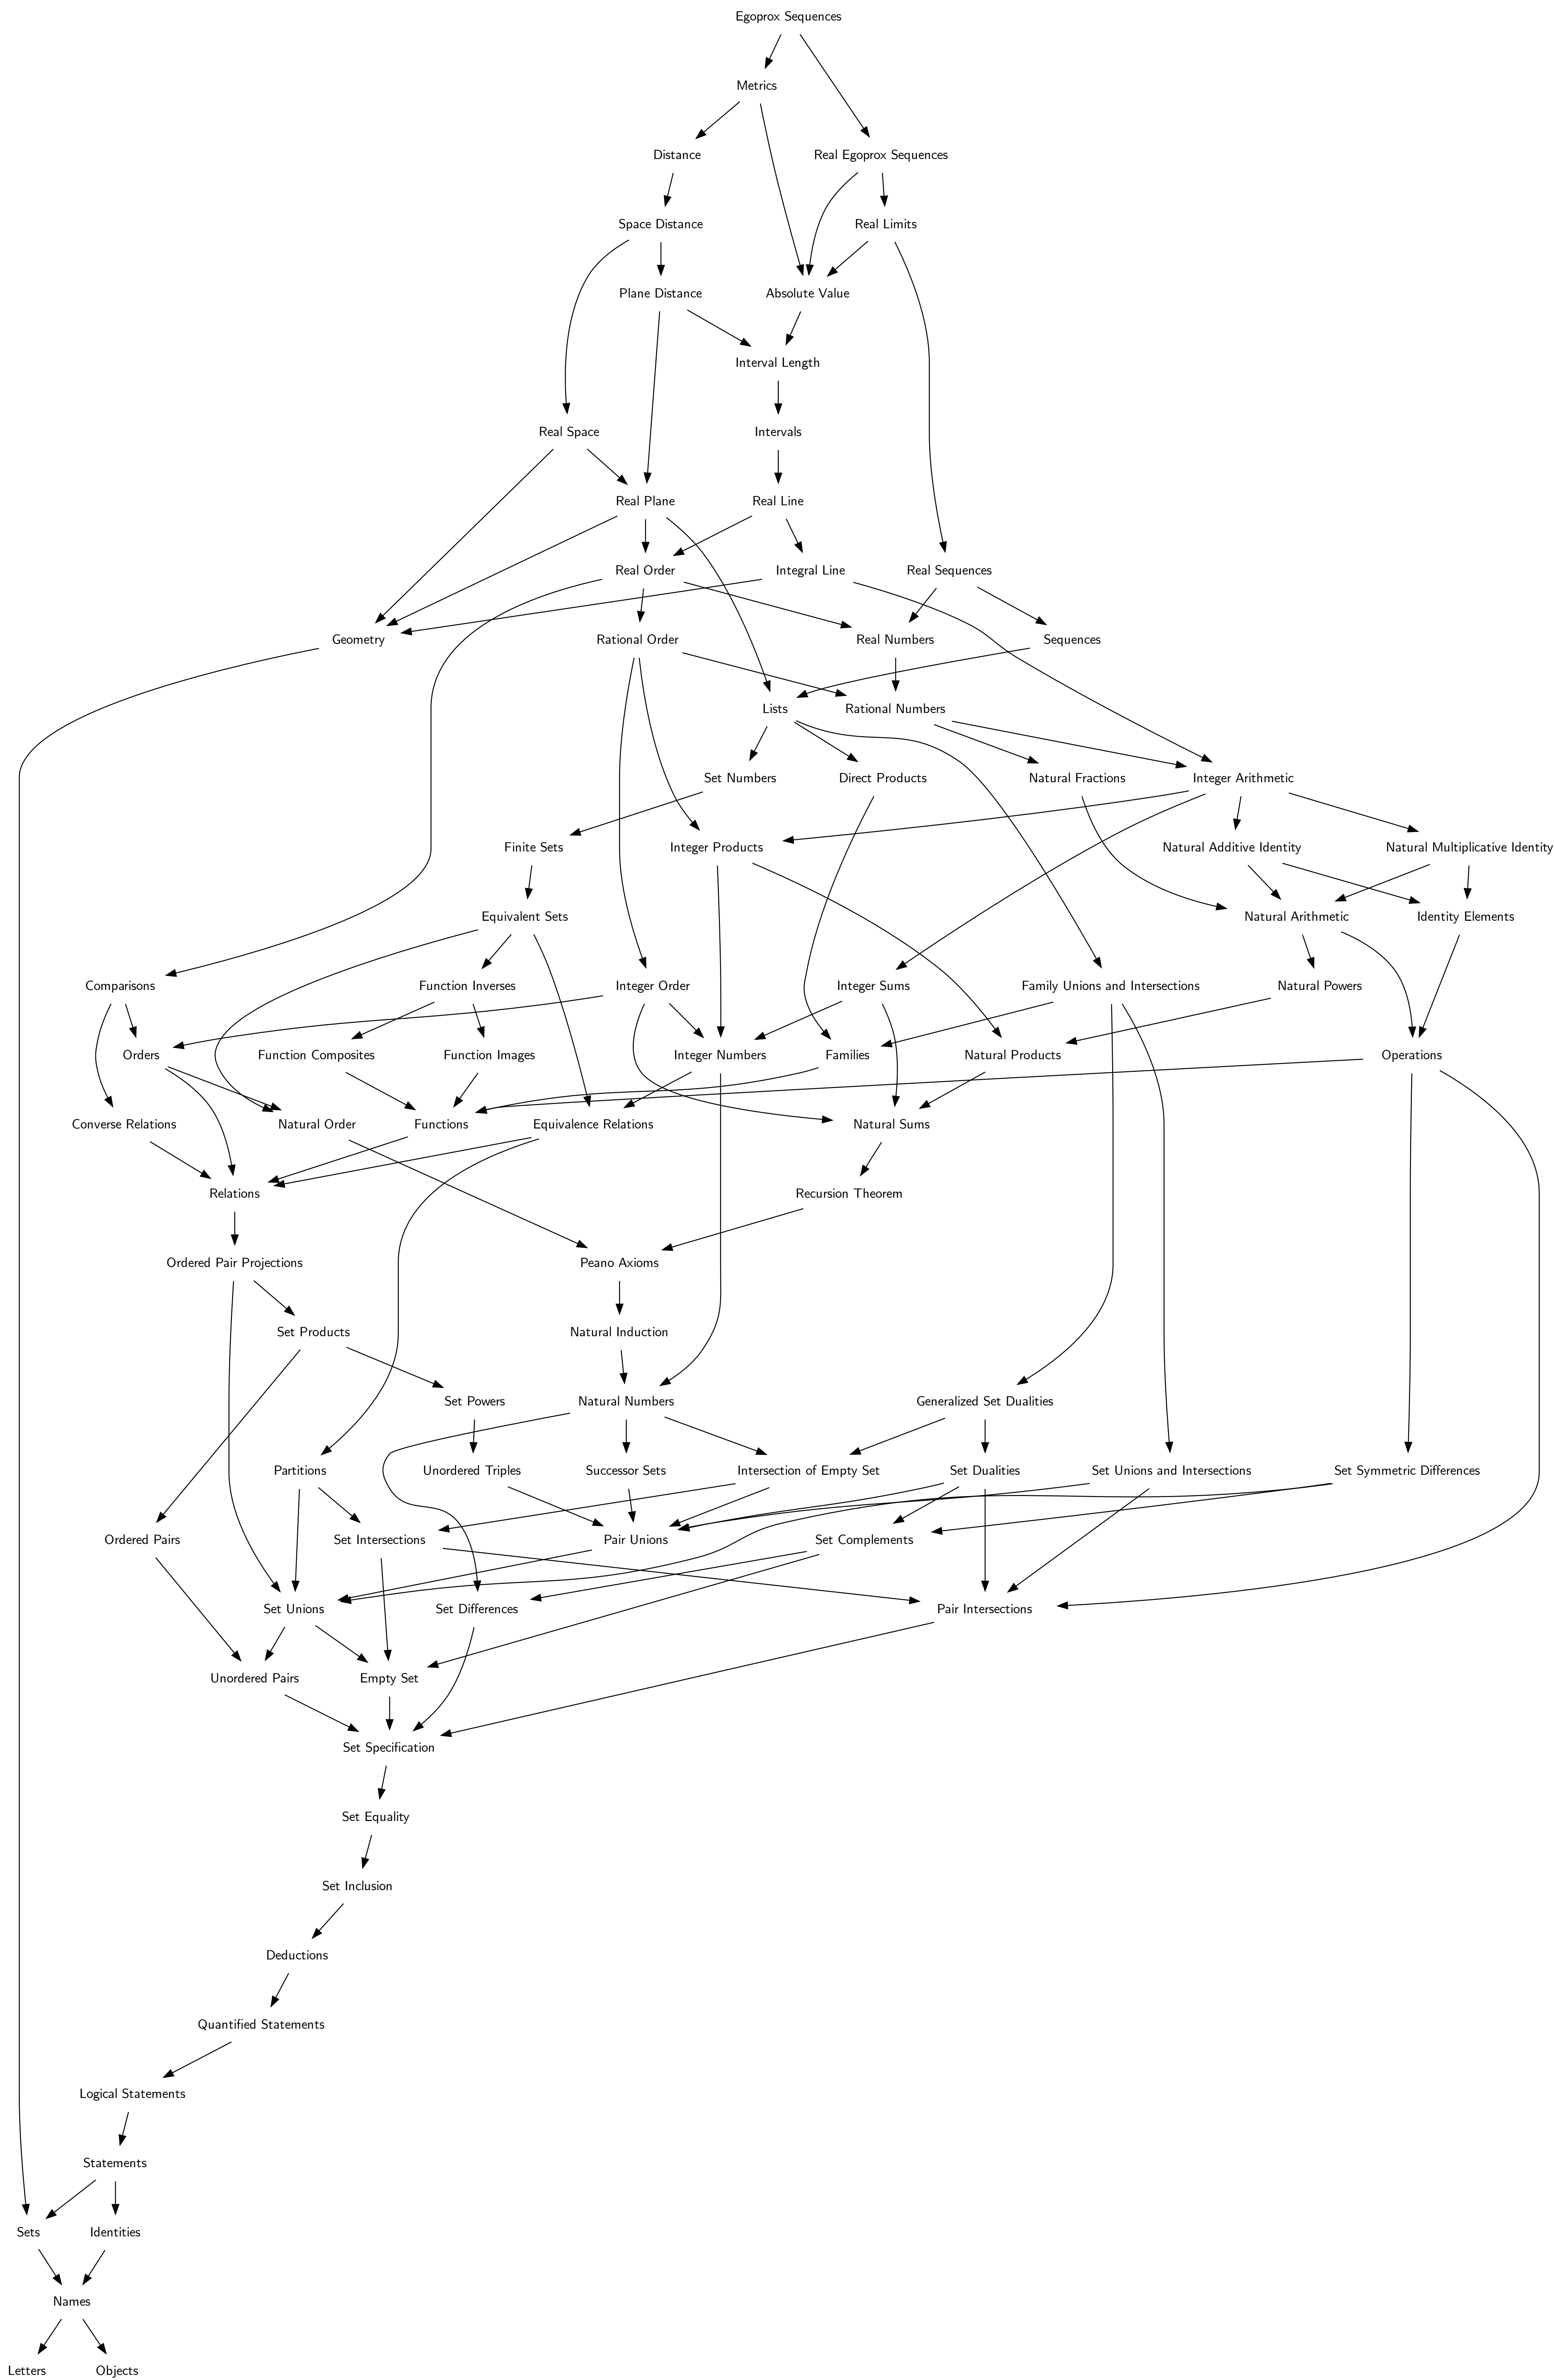 Egoprox Sequences
Metrics
Distance
Real Egoprox Sequences
Space Distance
Real Limits
Plane Distance
Absolute Value
Interval Length
Real Space
Intervals
Real Plane
Real Line
Real Order
Integral Line
Real Sequences
Geometry
Rational Order
Real Numbers
Sequences
Lists
Rational Numbers
Set Numbers
Direct Products
Natural Fractions
Integer Arithmetic
Finite Sets
Integer Products
Natural Additive Identity
Natural Multiplicative Identity
Equivalent Sets
Natural Arithmetic
Identity Elements
Comparisons
Function Inverses
Integer Order
Integer Sums
Family Unions and Intersections
Natural Powers
Orders
Function Composites
Function Images
Integer Numbers
Families
Natural Products
Operations
Converse Relations
Natural Order
Functions
Equivalence Relations
Natural Sums
Relations
Recursion Theorem
Ordered Pair Projections
Peano Axioms
Set Products
Natural Induction
Set Powers
Natural Numbers
Generalized Set Dualities
Partitions
Unordered Triples
Successor Sets
Intersection of Empty Set
Set Dualities
Set Unions and Intersections
Set Symmetric Differences
Ordered Pairs
Set Intersections
Pair Unions
Set Complements
Set Unions
Set Differences
Pair Intersections
Unordered Pairs
Empty Set
Set Specification
Set Equality
Set Inclusion
Deductions
Quantified Statements
Logical Statements
Statements
Sets
Identities
Names
Letters
Objects